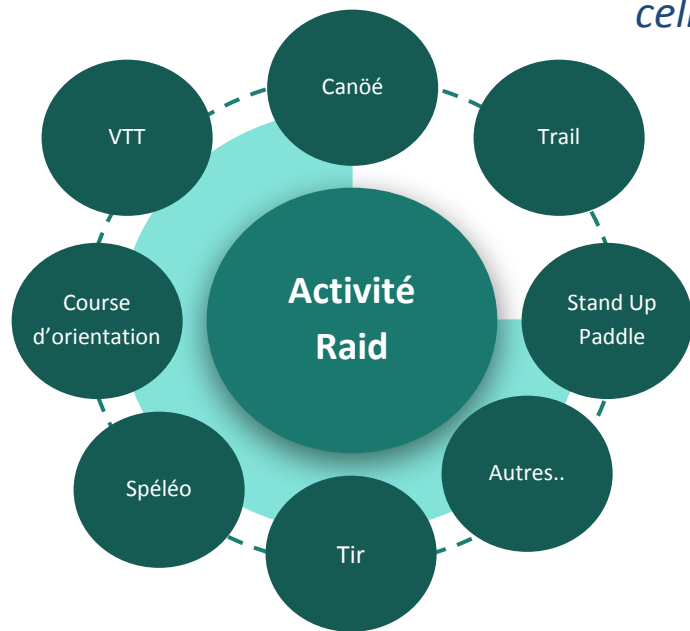 Canöé
VTT
Trail
Activité
Raid
Course
d’orientation
Stand Up
Paddle
Spéléo
Autres..
Tir